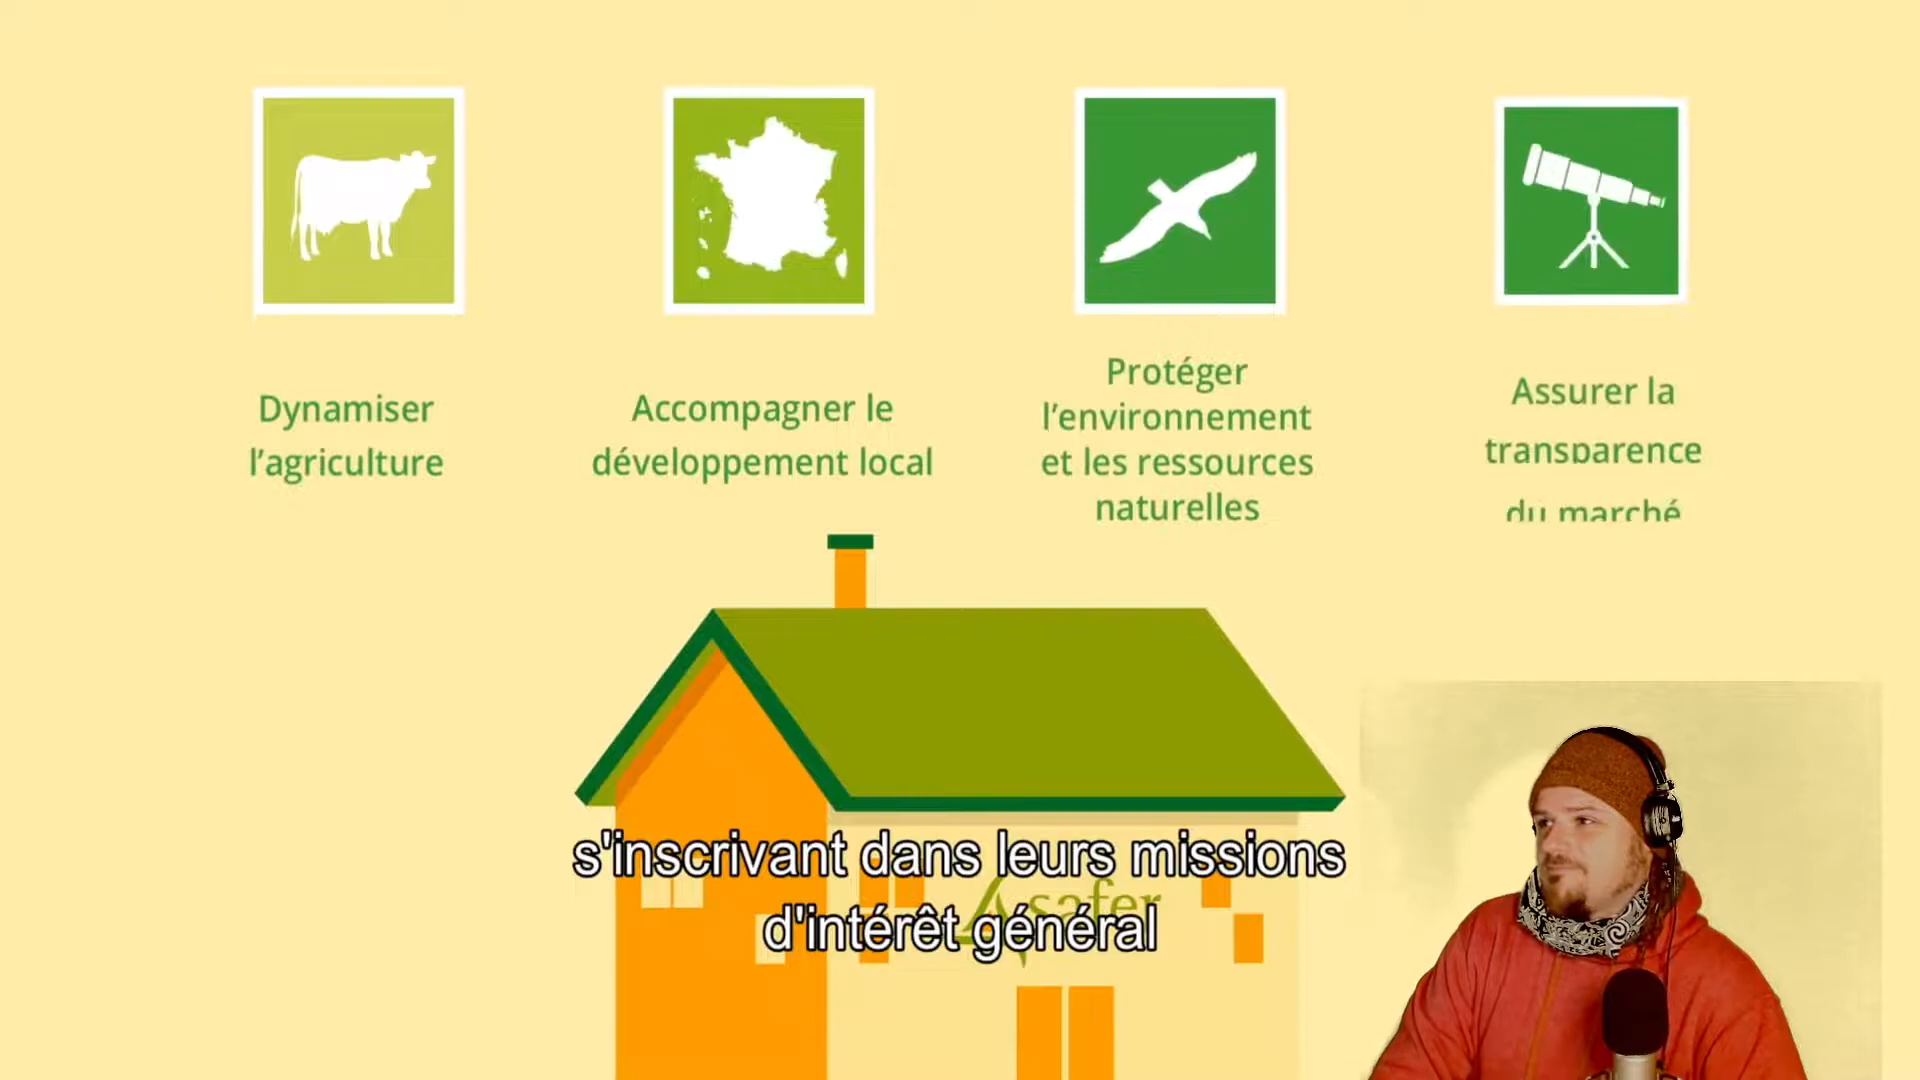 Dynamiser
l’agriculture
Accompagner le
développement local
Protéger
l’environnement
et les ressources
naturelles
Assurer la
transparence
du marché
s'inscrivant dans leurs missions
d'intérêt général
safer